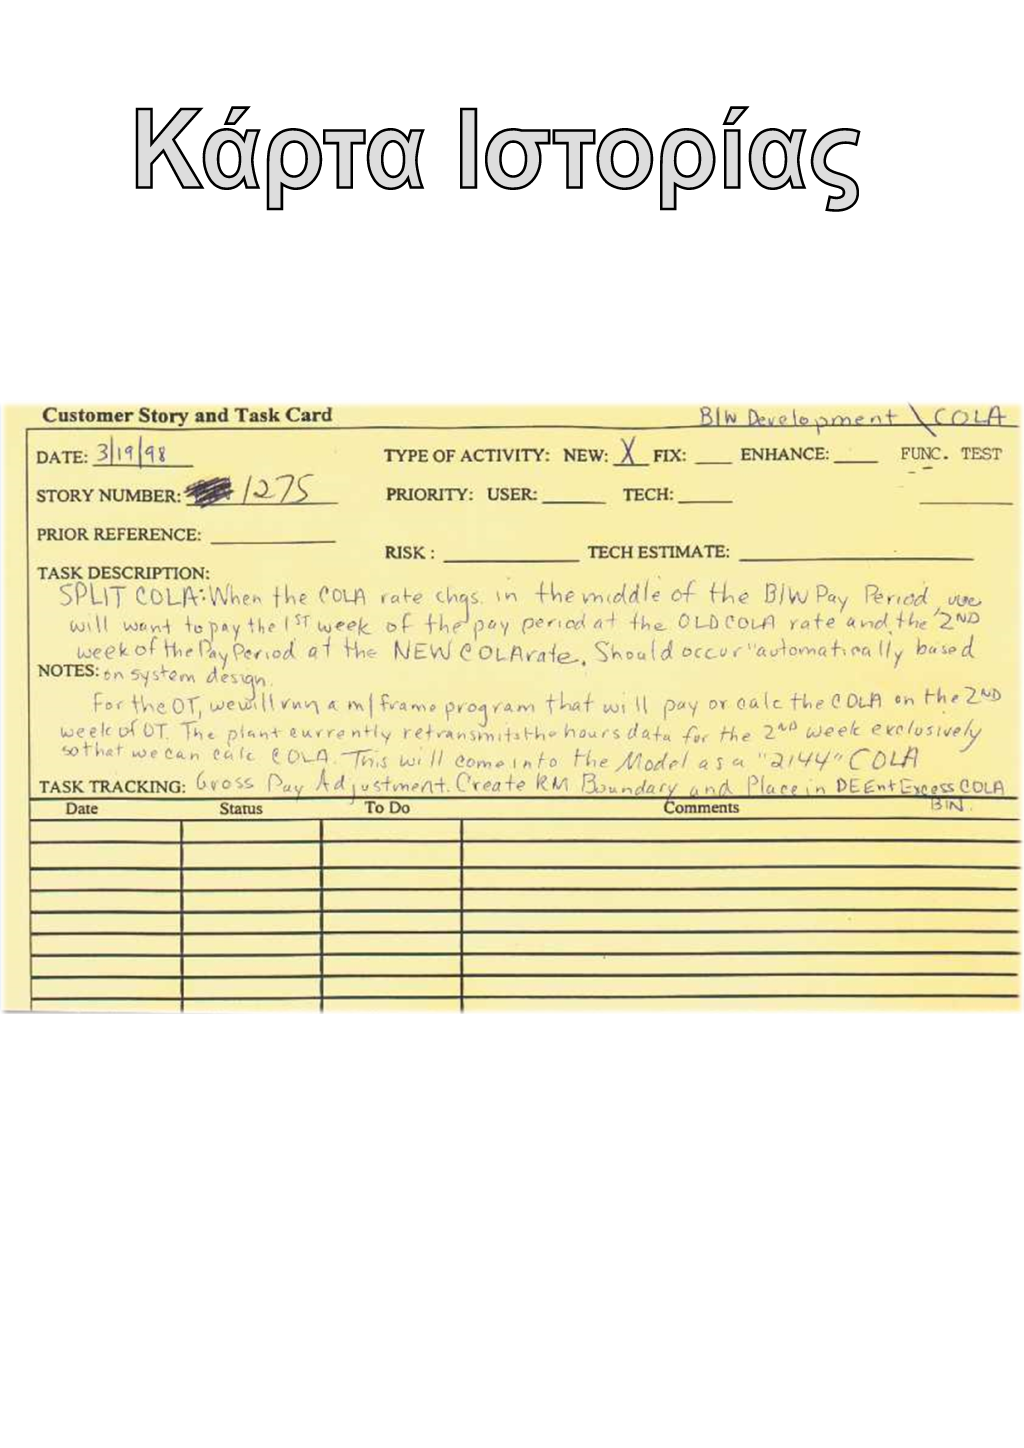 Κάρτα Ιστορίας
Customer Story and Task Card B/W Development \ COLA
DATE: 3/19/98 TYPE OF ACTIVITY: NEW: X FIX: ____ ENHANCE: ____ FUNC. TEST
STORY NUMBER: 1275 PRIORITY: USER: ____ TECH: ____
PRIOR REFERENCE: ____
RISK : ____ TECH ESTIMATE: ____
TASK DESCRIPTION:
SPLIT COLA: When the COLA rate chgs. in the middle of the B/W Pay Period, we
will want to pay the 1ST week of the pay period at the OLD COLA rate and the 2ND
week of the Pay Period at the NEW COLA rate. Should occur "automatically based
NOTES: on system design.
For the OT, we will run a m/frame program that will pay or calc the COLA on the 2ND
week of OT. The plant currently retransmits the hours data for the 2ND week exclusively
so that we can calc COLA. This will come into the Model as a "2144" COLA
TASK TRACKING: Gross Pay Adjustment. Create RM Boundary and Place in DEEnt Excess COLA
BIN.
Date Status To Do Comments